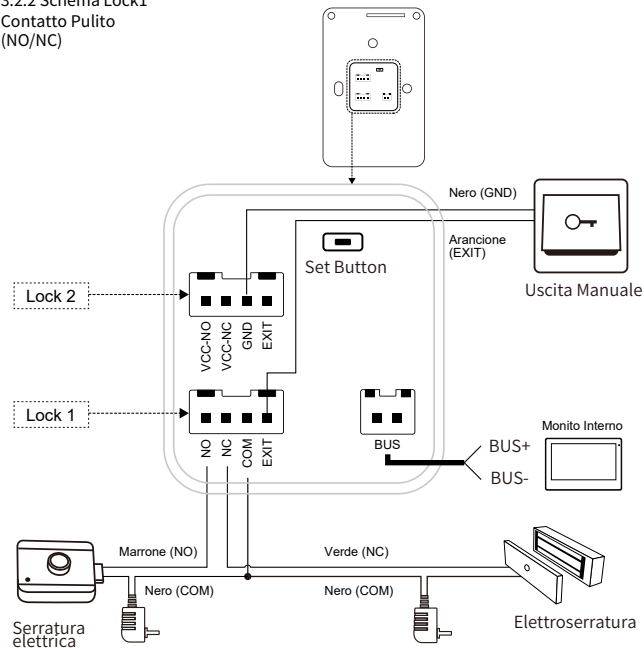 3.2.2 Schema Lock1
Contatto Pulito
(NO/NC)
Nero (GND)
Arancione
(EXIT)
Set Button
Uscita Manuale
Lock 2
VCC-NO
VCC-NC
GND
EXIT
Lock 1
NO
NC
COM
EXIT
BUS
BUS+
BUS-
Monito Interno
Marrone (NO)
Verde (NC)
Nero (COM)
Nero (COM)
Serratura
elettrica
Elettroserratura